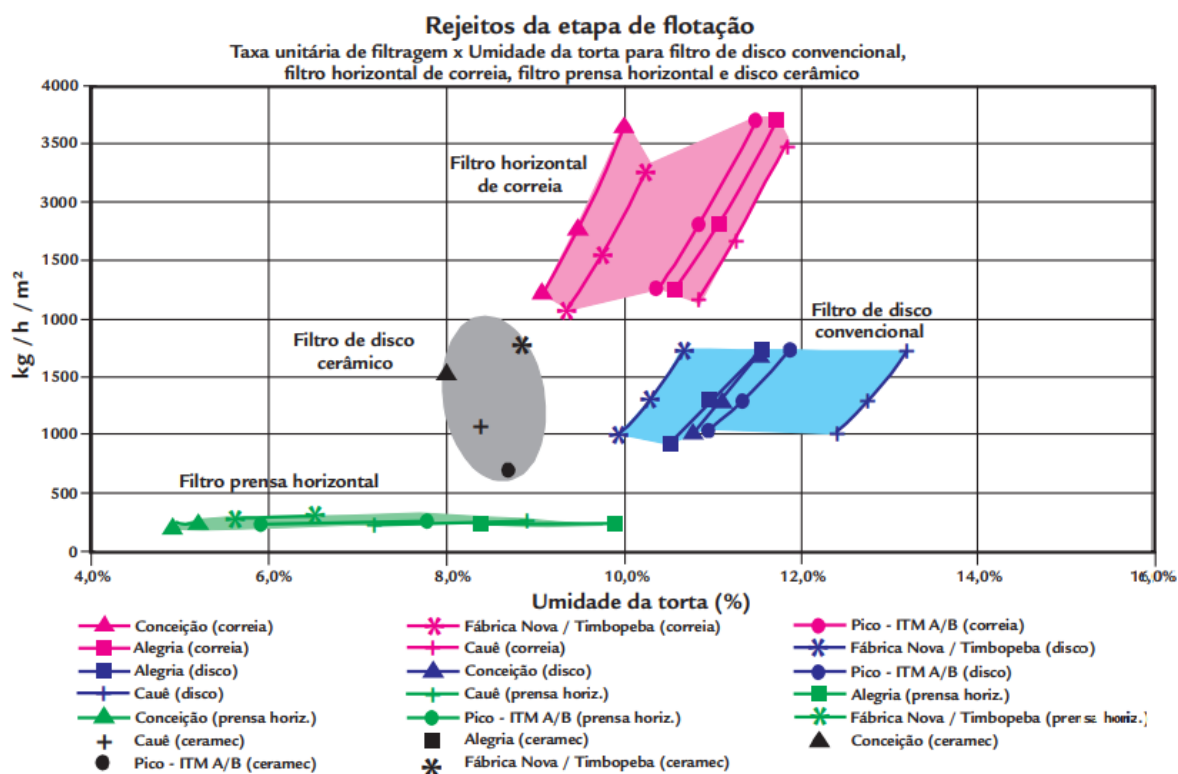 Rejeitos da etapa de flotação
Taxa unitária de filtragem x Umidade da torta para filtro de disco convencional,
filtro horizontal de correia, filtro prensa horizontal e disco cerâmico
kg / h / m²
4000
3500
3000
1500
1000
1500
1000
500
0
Filtro horizontal
de correia
Filtro de disco
convencional
Filtro de disco
cerâmico
Filtro prensa horizontal
4,0% 6,0% 8,0% 10,0% 12,0% 14,0% 16,0%
Umidade da torta (%)
Conceição (correia) Fábrica Nova / Timbopeba (correia) Pico - ITM A/B (correia)
Alegria (correia) Cauê (correia) Fábrica Nova / Timbopeba (disco)
Alegria (disco) Conceição (disco) Pico - ITM A/B (disco)
Cauê (disco) Cauê (prensa horiz.) Alegria (prensa horiz.)
Conceição (prensa horiz.) Pico - ITM A/B (prensa horiz.) Fábrica Nova / Timbopeba (prensa horiz.)
Cauê (ceramec) Alegria (ceramec) Conceição (ceramec)
Pico - ITM A/B (ceramec) Fábrica Nova / Timbopeba (ceramec)